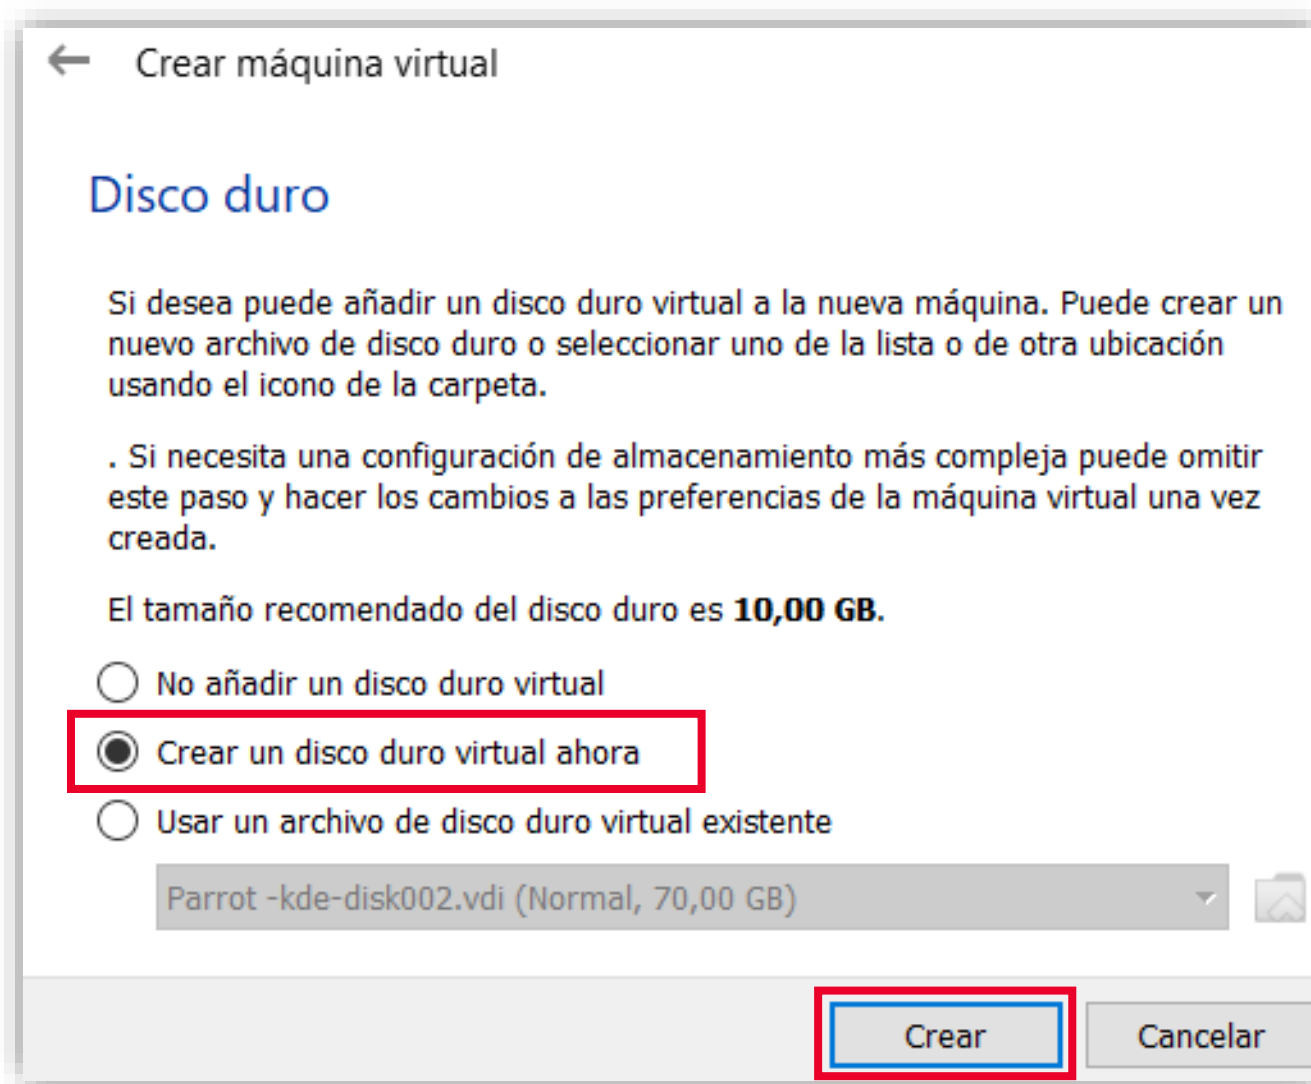 Crear máquina virtual
Disco duro
Si desea puede añadir un disco duro virtual a la nueva máquina. Puede crear un
nuevo archivo de disco duro o seleccionar uno de la lista o de otra ubicación
usando el icono de la carpeta.
. Si necesita una configuración de almacenamiento más compleja puede omitir
este paso y hacer los cambios a las preferencias de la máquina virtual una vez
creada.
El tamaño recomendado del disco duro es 10,00 GB.
No añadir un disco duro virtual
Crear un disco duro virtual ahora
Usar un archivo de disco duro virtual existente
Parrot -kde-disk002.vdi (Normal, 70,00 GB)
Crear
Cancelar